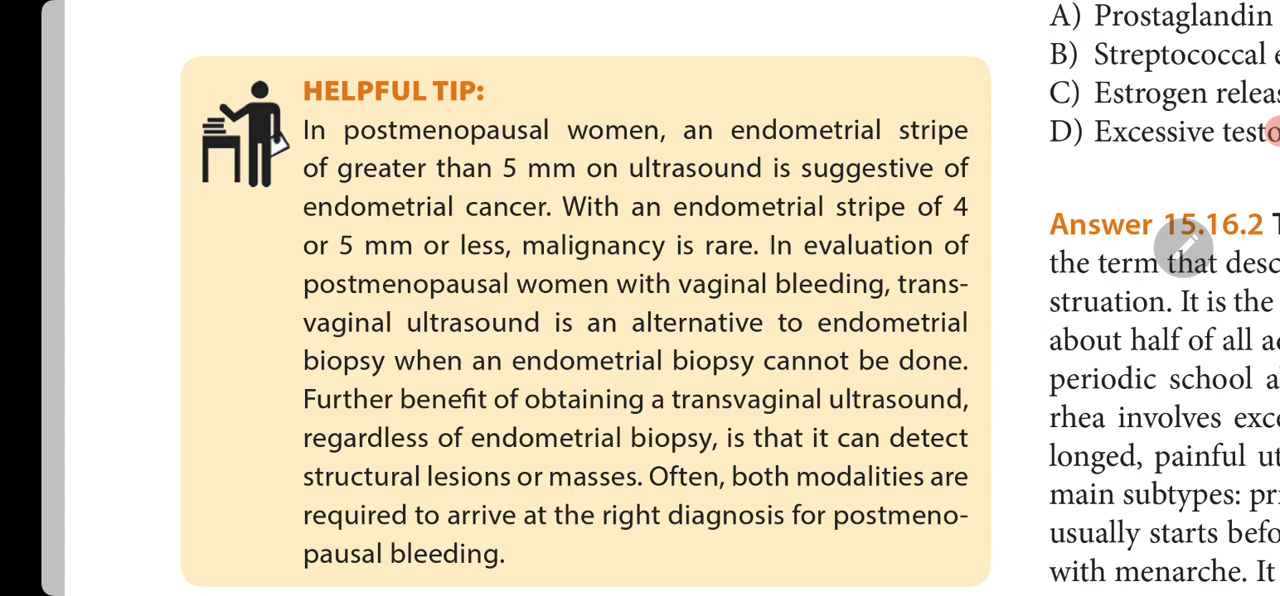 HELPFUL TIP:
In postmenopausal women, an endometrial stripe
of greater than 5 mm on ultrasound is suggestive of
endometrial cancer. With an endometrial stripe of 4
or 5 mm or less, malignancy is rare. In evaluation of
postmenopausal women with vaginal bleeding, trans-
vaginal ultrasound is an alternative to endometrial
biopsy when an endometrial biopsy cannot be done.
Further benefit of obtaining a transvaginal ultrasound,
regardless of endometrial biopsy, is that it can detect
structural lesions or masses. Often, both modalities are
required to arrive at the right diagnosis for postmeno-
pausal bleeding.
A) Prostaglandin
B) Streptococcal
C) Estrogen
D) Excessive
Answer 15.16.2
the term that
struation. It is the
about half of all
periodic school
rhea involves
longed, painful
main subtypes:
usually starts
with menarche. It